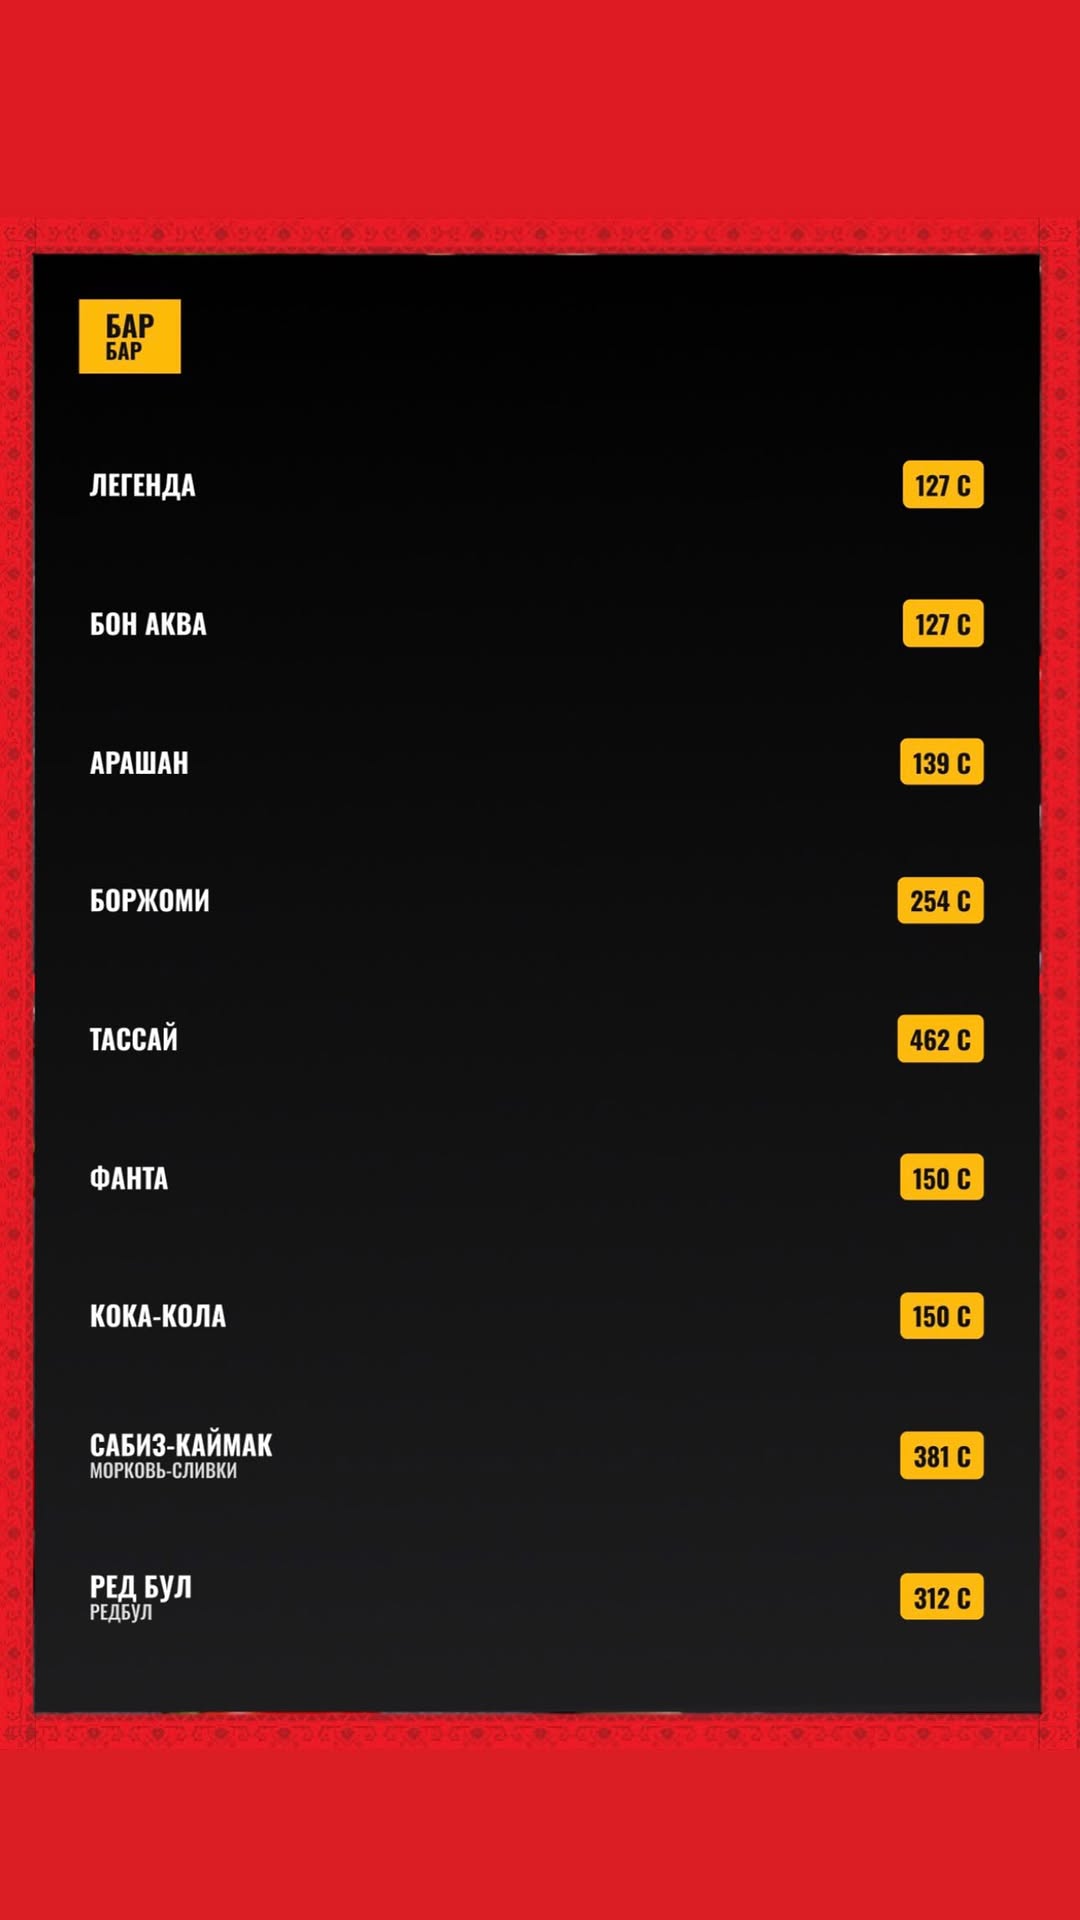 БАР
БАР
ЛЕГЕНДА 127 С
БОН АКВА 127 С
АРАШАН 139 С
БОРЖОМИ 254 С
ТАССАЙ 462 С
ФАНТА 150 С
КОКА-КОЛА 150 С
САБИЗ-КАЙМАК 381 С
МОРКОВЬ-СЛИВКИ
РЕД БУЛ 312 С
РЕДБУЛ